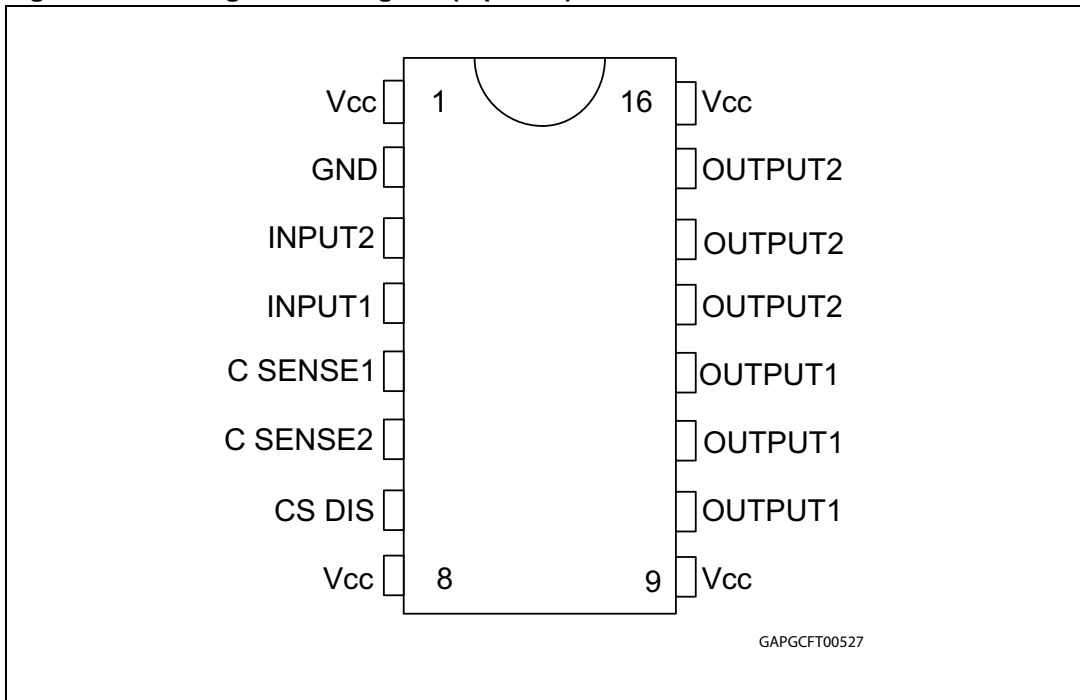 Vcc 1 16 Vcc
GND OUTPUT2
INPUT2 OUTPUT2
INPUT1 OUTPUT2
C SENSE1 OUTPUT1
C SENSE2 OUTPUT1
CS DIS OUTPUT1
Vcc 8 9 Vcc
GAPGCFT00527